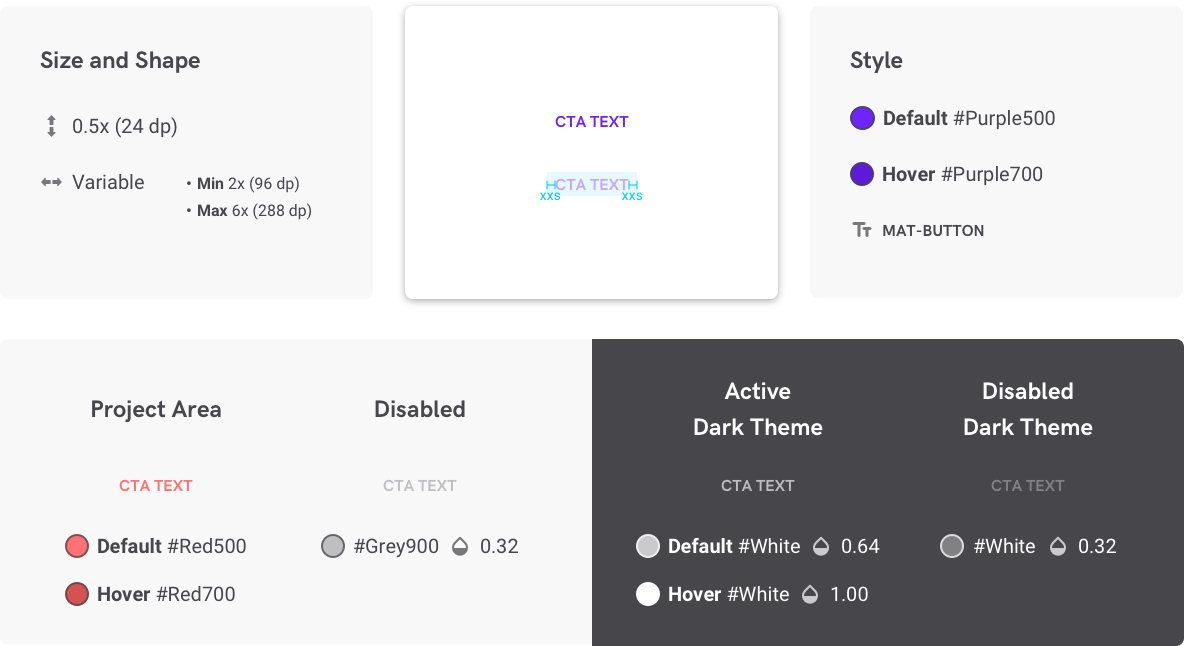 Size and Shape
0.5x (24 dp)
Variable
• Min 2x (96 dp)
• Max 6x (288 dp)
CTA TEXT
CTA TEXT
XXS XXS
Style
Default #Purple500
Hover #Purple700
Tт MAT-BUTTON
Project Area
CTA TEXT
Default #Red500
Hover #Red700
Disabled
CTA TEXT
#Grey900 0.32
Active
Dark Theme
CTA TEXT
Default #White 0.64
Hover #White 1.00
Disabled
Dark Theme
CTA TEXT
#White 0.32